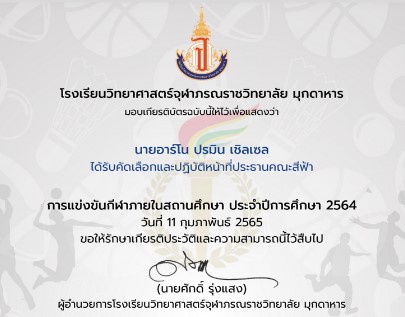 โรงเรียนวิทยาศาสตร์จุฬาภรณราชวิทยาลัย มุกดาหาร
มอบเกียรติบัตรฉบับนี้ให้ไว้เพื่อแสดงว่า
นายอาร์โน ปรมิน เชิลเซล
ได้รับคัดเลือกและปฏิบัติหน้าที่ประธานคณะสีฟ้า
การแข่งขันกีฬาภายในสถานศึกษา ประจำปีการศึกษา 2564
วันที่ 11 กุมภาพันธ์ 2565
ขอให้รักษาเกียรติประวัติและความสามารถนี้ไว้สืบไป
(นายศักดิ์ รุ่งแสง)
ผู้อำนวยการโรงเรียนวิทยาศาสตร์จุฬาภรณราชวิทยาลัย มุกดาหาร